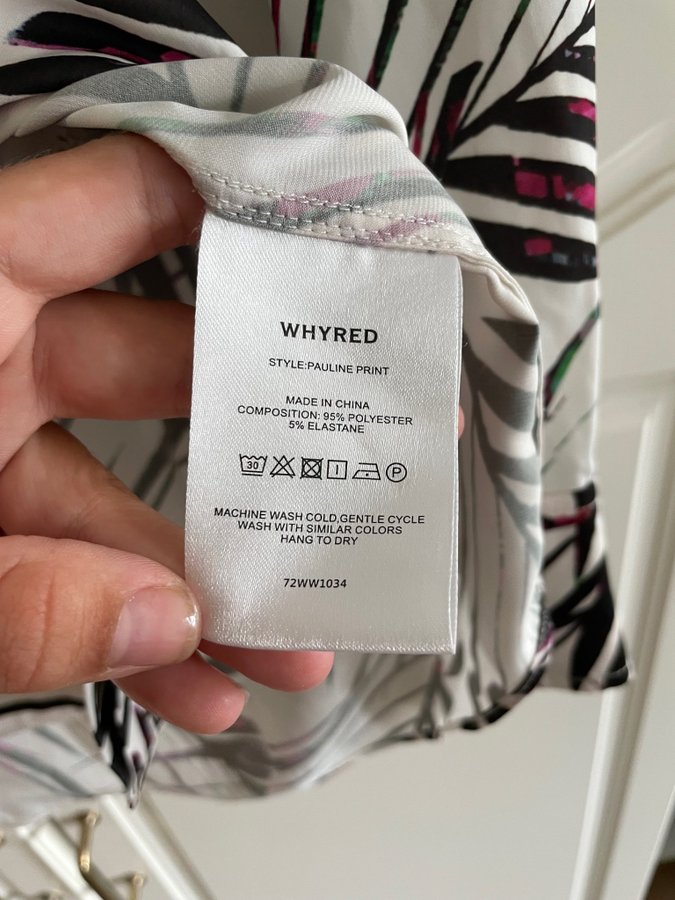 WHYRED
STYLE:PAULINE PRINT
MADE IN CHINA
COMPOSITION: 95% POLYESTER
5% ELASTANE
30 P
MACHINE WASH COLD,GENTLE CYCLE
WASH WITH SIMILAR COLORS
HANG TO DRY
72WW1034